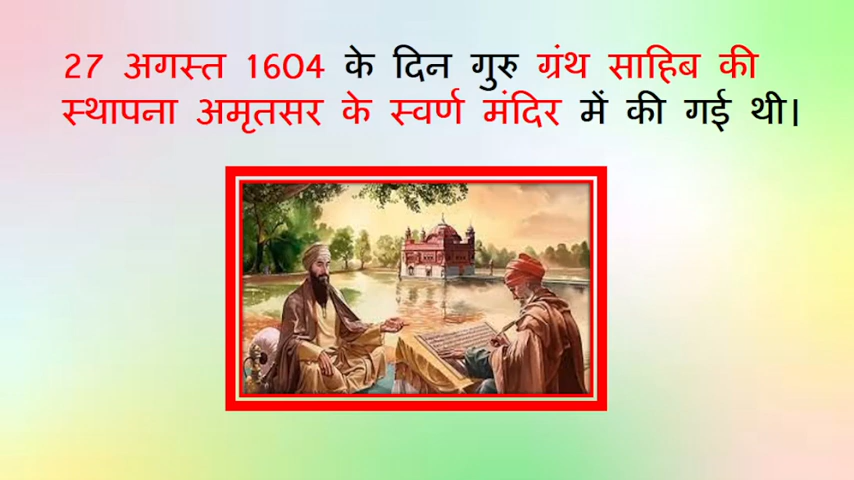 27 अगस्त 1604 के दिन गुरु ग्रंथ साहिब की
स्थापना अमृतसर के स्वर्ण मंदिर में की गई थी।